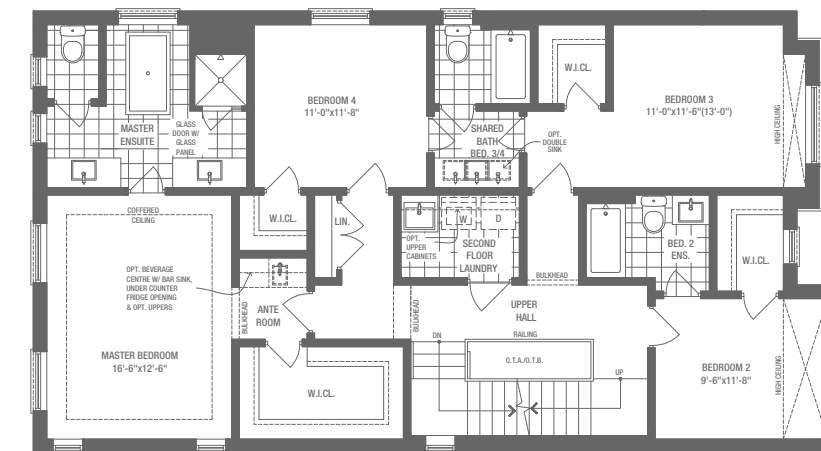 MASTER
ENSUITE
GLASS
DOOR W/
GLASS
PANEL
BEDROOM 4
11'-0"x11'-8"
SHARED
BATH
BED. 3/4
OPT.
DOUBLE
SINK
W.I.CL.
BEDROOM 3
11'-0"x11'-6"(13'-0")
HIGH CEILING
COFFERED
CEILING
OPT. BEVERAGE
CENTRE W/ BAR SINK,
UNDER COUNTER
FRIDGE OPENING
& OPT. UPPERS
MASTER BEDROOM
16'-6"x12'-6"
W.I.CL.
LIN.
BULKHEAD
ANTE
ROOM
W.I.CL.
OPT.
UPPER
CABINETS
W
D
SECOND
FLOOR
LAUNDRY
BULKHEAD
BULKHEAD
UPPER
HALL
RAILING
DN
O.T.A./O.T.B.
UP
BED. 2
ENS.
W.I.CL.
BEDROOM 2
9'-6"x11'-8"
HIGH CEILING